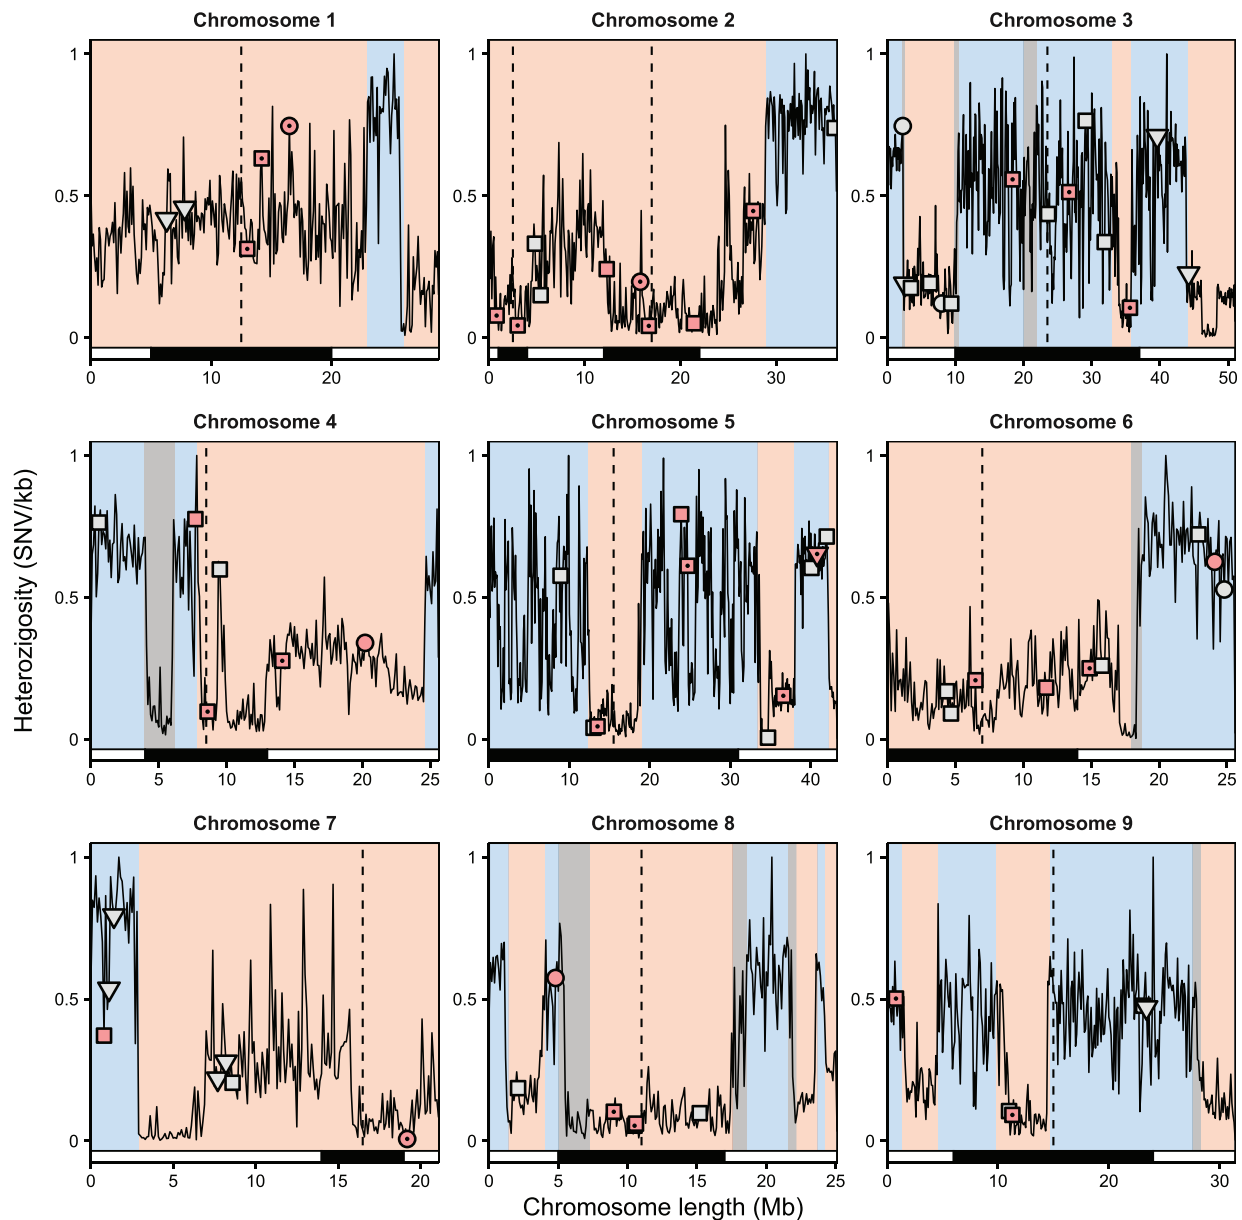 Chromosome 1
Chromosome 2
Chromosome 3
1
0.5
0
0 10 20
1
0.5
0
0 10 20 30
1
0.5
0
0 10 20 30 40 50
Chromosome 4
Chromosome 5
Chromosome 6
Heterozigosity (SNV/kb)
1
0.5
0
0 5 10 15 20 25
1
0.5
0
0 10 20 30 40
1
0.5
0
0 5 10 15 20 25
Chromosome 7
Chromosome 8
Chromosome 9
1
0.5
0
0 5 10 15 20
1
0.5
0
0 5 10 15 20 25
1
0.5
0
0 10 20 30
Chromosome length (Mb)